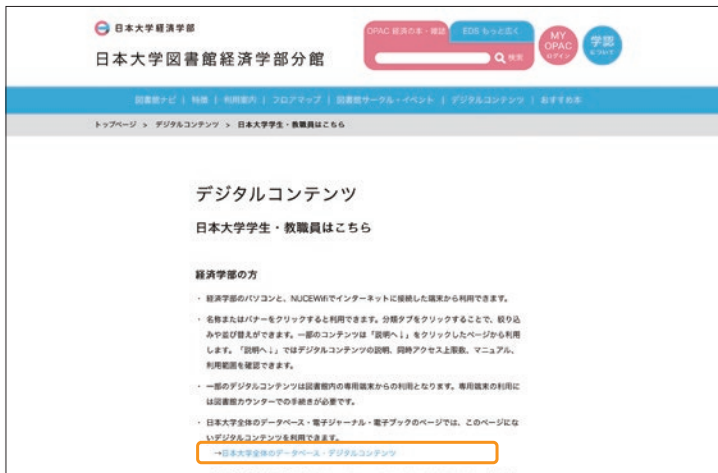 日本大学経済学部
日本大学図書館経済学部分館
OPAC 経済の本・雑誌
EDS もっと広く
検索
MY
OPAC
ログイン
学認
について
図書館ナビ | 特徴 | 利用案内 | フロアマップ | 図書館サークル・イベント | デジタルコンテンツ | おすすめ本
トップページ > デジタルコンテンツ > 日本大学学生・教職員はこちら
デジタルコンテンツ
日本大学学生・教職員はこちら
経済学部の方
・ 経済学部のパソコンと、NUCEWifiでインターネットに接続した端末から利用できます。
・ 名称またはバナーをクリックすると利用できます。分類タブをクリックすることで、絞り込
みや並び替えができます。一部のコンテンツは「説明へ↓」をクリックしたページから利用
します。「説明へ↓」ではデジタルコンテンツの説明、同時アクセス上限数、マニュアル、
利用範囲を確認できます。
・ 一部のデジタルコンテンツは図書館内の専用端末からの利用となります。専用端末の利用に
は図書館カウンターでの手続きが必要です。
・ 日本大学全体のデータベース・電子ジャーナル・電子ブックのページでは、このページにな
いデジタルコンテンツを利用できます。
→日本大学全体のデータベース・デジタルコンテンツ